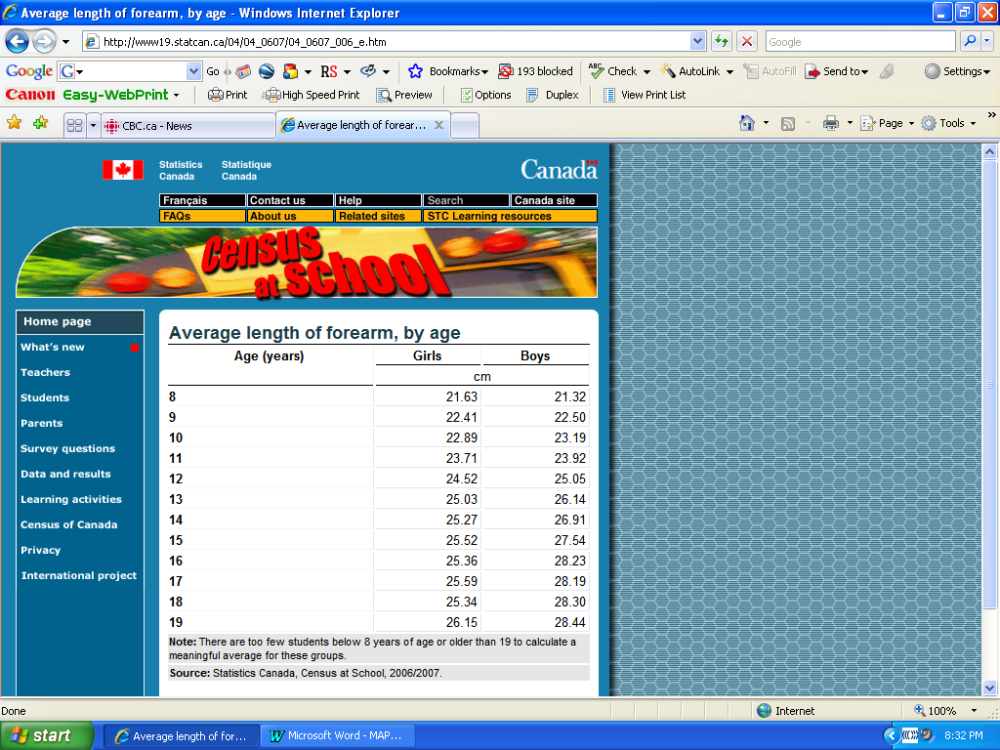 Average length of forearm, by age - Windows Internet Explorer
http://www19.statcan.ca/04/04_0607/04_0607_006_e.htm
Google
Google G Go RS Bookmarks 193 blocked ABC Check AutoLink AutoFill Send to Settings
Canon Easy-WebPrint Print High Speed Print Preview Options Duplex View Print List
CBC.ca - News Average length of forear... Page Tools
Statistics Statistique
Canada Canada
Canada
Français Contact us Help Search Canada site
FAQs About us Related sites STC Learning resources
Census
at school
Home page
What's new
Teachers
Students
Parents
Survey questions
Data and results
Learning activities
Census of Canada
Privacy
International project
Average length of forearm, by age
Age (years) Girls Boys
cm
8 21.63 21.32
9 22.41 22.50
10 22.89 23.19
11 23.71 23.92
12 24.52 25.05
13 25.03 26.14
14 25.27 26.91
15 25.52 27.54
16 25.36 28.23
17 25.59 28.19
18 25.34 28.30
19 26.15 28.44
Note: There are too few students below 8 years of age or older than 19 to calculate a
meaningful average for these groups.
Source: Statistics Canada, Census at School, 2006/2007.
Done Internet 100%
start Average length of for... Microsoft Word - MAP... 8:32 PM